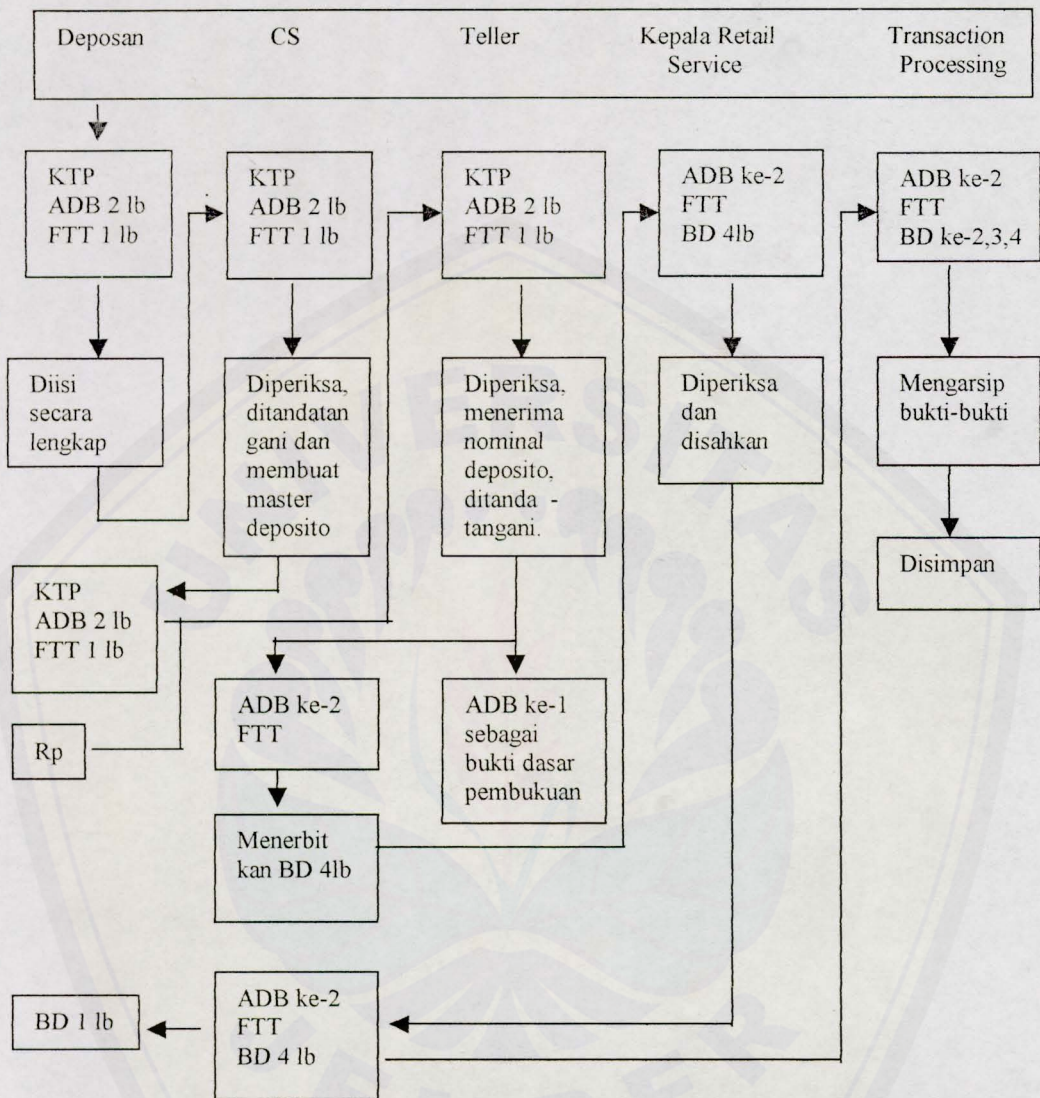 Deposan CS Teller Kepala Retail Transaction
Service Processing
KTP
ADB 2 lb
FTT 1 lb
KTP
ADB 2 lb
FTT 1 lb
KTP
ADB 2 lb
FTT 1 lb
ADB ke-2
FTT
BD 4lb
ADB ke-2
FTT
BD ke-2,3,4
Diisi
secara
lengkap
Diperiksa,
ditandatan
gani dan
membuat
master
deposito
Diperiksa,
menerima
nominal
deposito,
ditanda -
tangani.
Diperiksa
dan
disahkan
Mengarsip
bukti-bukti
Disimpan
KTP
ADB 2 lb
FTT 1 lb
Rp
ADB ke-2
FTT
ADB ke-1
sebagai
bukti dasar
pembukuan
Menerbit
kan BD 4lb
BD 1 lb
ADB ke-2
FTT
BD 4 lb
UNIVERSITAS
JEMBER